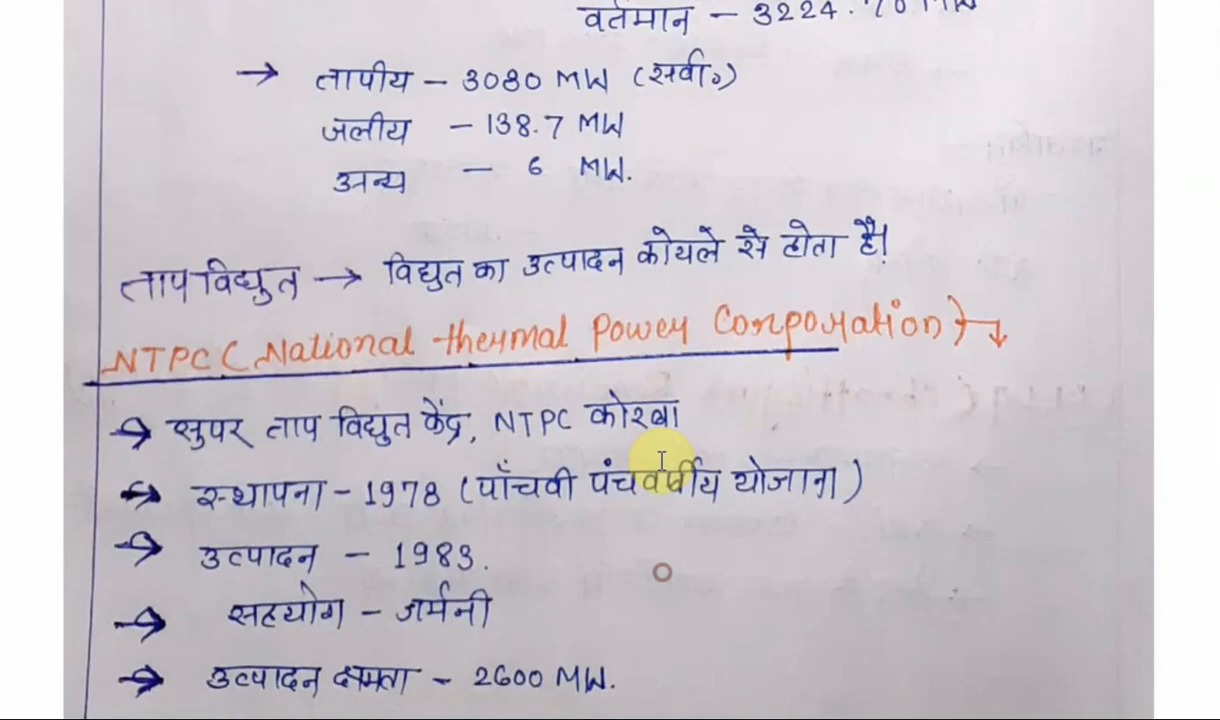 वर्तमान - 3224.70 MW
→ तापीय - 3080 MW (सर्वा०)
जलीय - 138.7 MW
अन्य - 6 MW.
ताप विद्युत → विद्युत का उत्पादन कोयले से होता है।
NTPC ( National thermal Power Corporation) ↓
→ सुपर ताप विद्युत केंद्र, NTPC कोरबा
→ स्थापना - 1978 (पाँचवी पंचवर्षीय योजाना)
→ उत्पादन - 1983.
→ सहयोग - जर्मनी
→ उत्पादन क्षमता - 2600 MW.